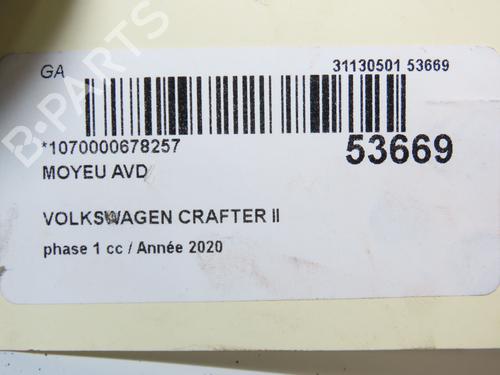 GA
31130501 53669
*1070000678257
53669
MOYEU AVD
VOLKSWAGEN CRAFTER II
phase 1 cc / Année 2020
B-PARTS